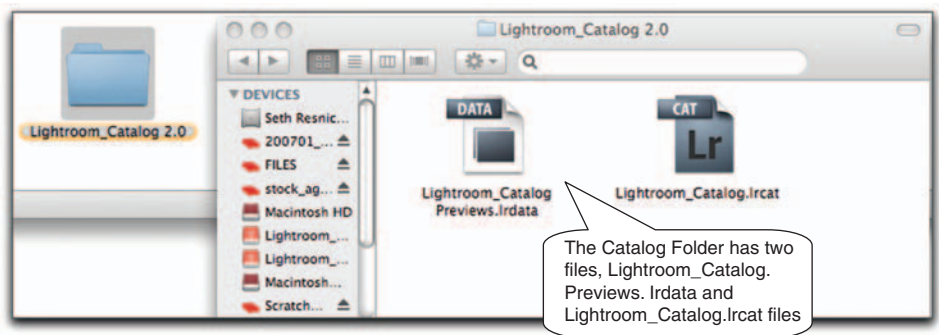 Lightroom_Catalog 2.0
Lightroom_Catalog 2.0
DEVICES
Seth Resnic...
200701_...
FILES
stock_ag...
Macintosh HD
Lightroom_...
Lightroom_...
Macintosh...
Scratch...
DATA
Lightroom_Catalog
Previews.lrdata
CAT
Lr
Lightroom_Catalog.lrcat
The Catalog Folder has two
files, Lightroom_Catalog.
Previews. lrdata and
Lightroom_Catalog.lrcat files